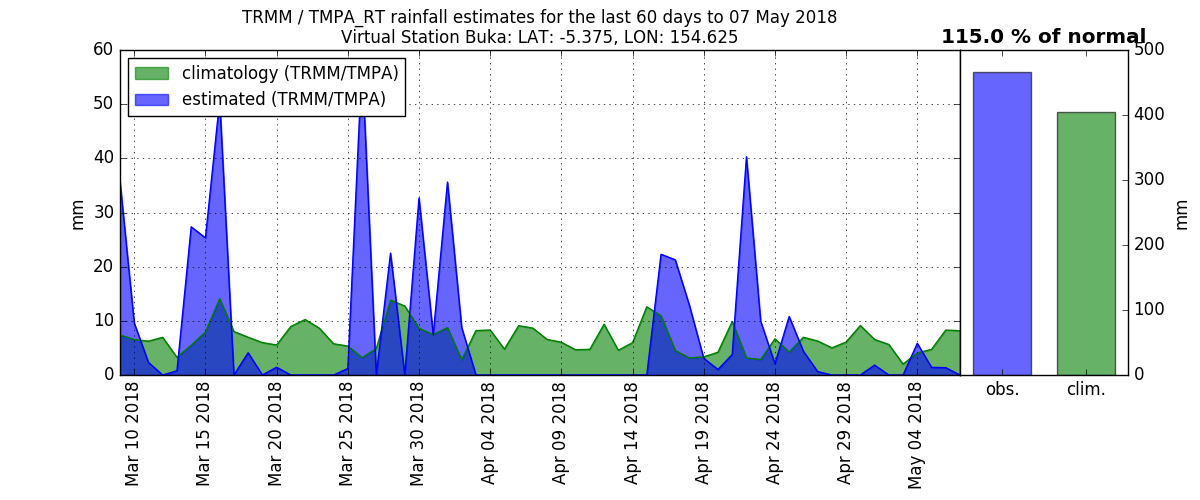 TRMM / TMPA_RT rainfall estimates for the last 60 days to 07 May 2018
Virtual Station Buka: LAT: -5.375, LON: 154.625
115.0 % of normal
climatology (TRMM/TMPA)
estimated (TRMM/TMPA)
60
50
40
30
20
10
0
mm
Mar 10 2018
Mar 15 2018
Mar 20 2018
Mar 25 2018
Mar 30 2018
Apr 04 2018
Apr 09 2018
Apr 14 2018
Apr 19 2018
Apr 24 2018
Apr 29 2018
May 04 2018
obs.
clim.
500
400
300
200
100
0
mm